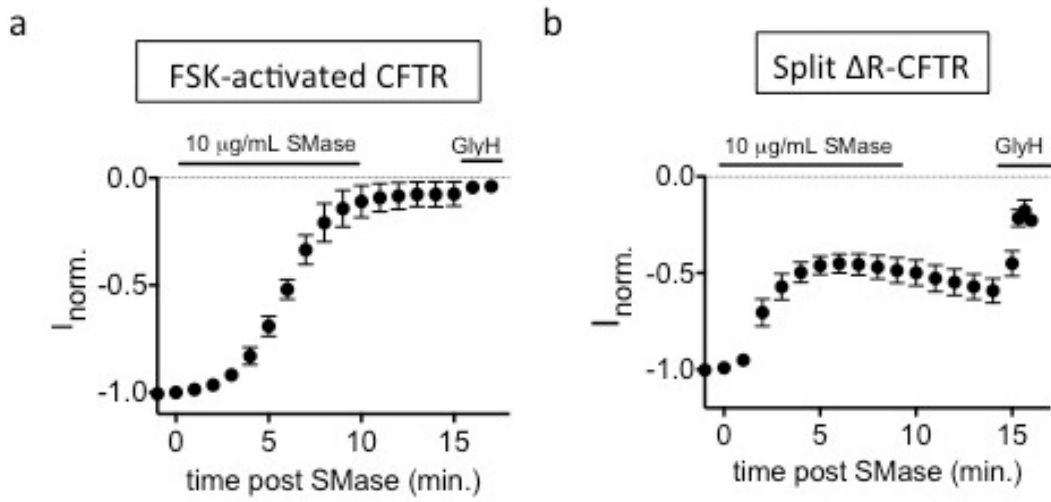 a
FSK-activated CFTR
10 μg/mL SMase
GlyH
0.0
-0.5
-1.0
I norm.
0 5 10 15
time post SMase (min.)
b
Split ΔR-CFTR
10 μg/mL SMase
GlyH
0.0
-0.5
-1.0
I norm.
0 5 10 15
time post SMase (min.)